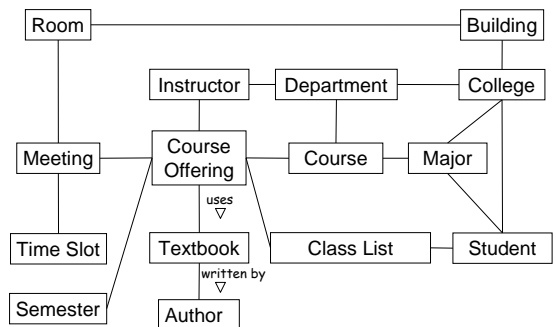 Room
Building
Instructor
Department
College
Meeting
Course
Offering
Course
Major
uses
▽
Time Slot
Textbook
Class List
Student
written by
▽
Semester
Author